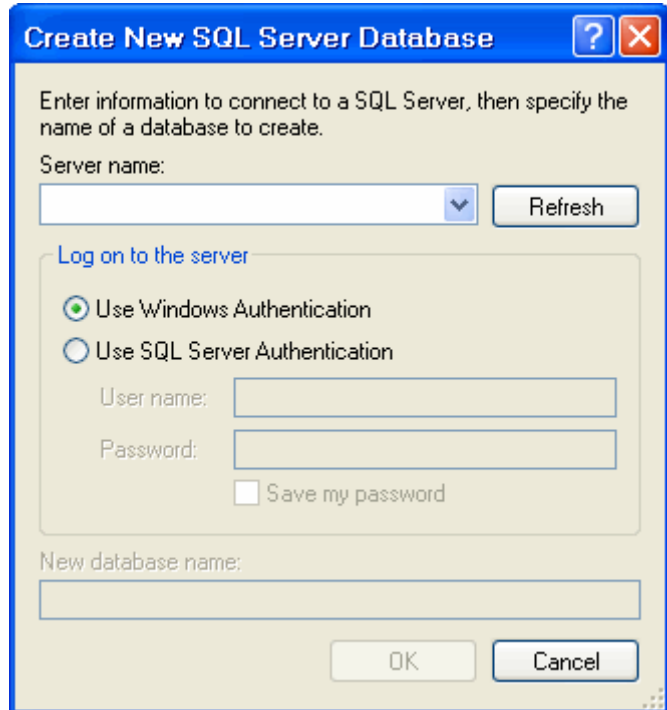 Create New SQL Server Database
?
Enter information to connect to a SQL Server, then specify the
name of a database to create.
Server name:
Refresh
Log on to the server
Use Windows Authentication
Use SQL Server Authentication
User name:
Password:
Save my password
New database name:
OK Cancel